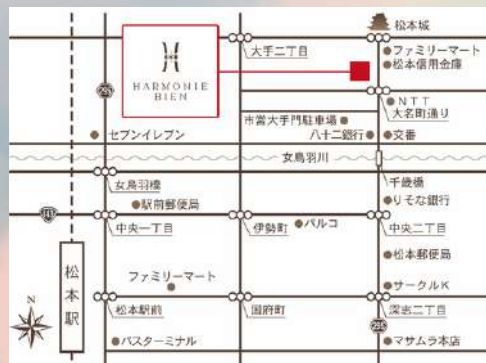 松本城
大手二丁目
ファミリーマート
松本信用金庫
H
HARMONIE
BIEN
295
NTT
大名町通り
市営大手門駐車場
八十二銀行
交番
セブンイレブン
女鳥羽川
女鳥羽橋
千歳橋
駅前郵便局
りそな銀行
143
中央一丁目
伊勢町
パルコ
中央二丁目
松本郵便局
松本駅
ファミリーマート
サークルK
N
松本駅前
国府町
深志二丁目
295
バスターミナル
マサムラ本店